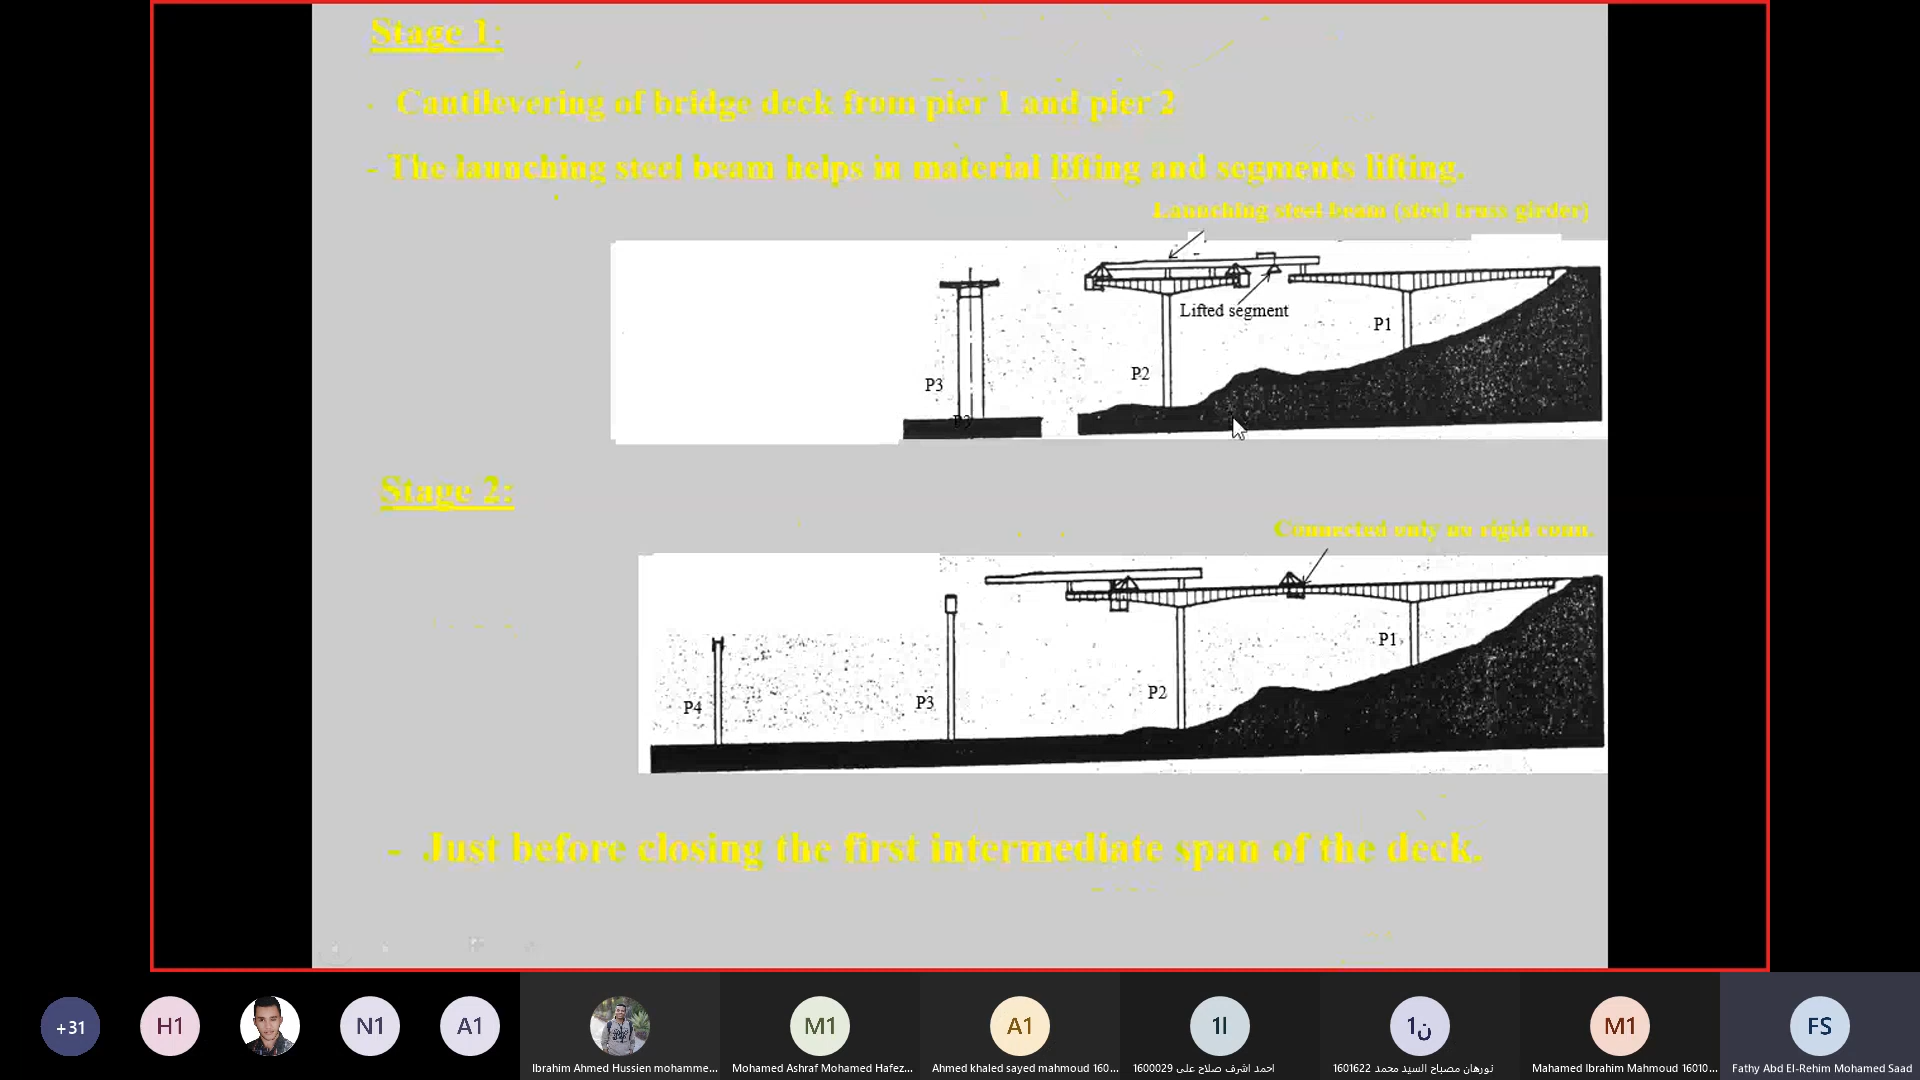 Stage 1:
- Cantilevering of bridge deck from pier 1 and pier 2
- The launching steel beam helps in material lifting and segments lifting.
Launching steel beam (steel truss girder)
Lifted segment
P1
P2
P3
P3
Stage 2:
Connected only no rigid conn.
P1
P2
P3
P4
- Just before closing the first intermediate span of the deck.
+31
H1
N1
A1
M1
A1
1ا
1ن
M1
FS
Ibrahim Ahmed Hussien mohamme...
Mohamed Ashraf Mohamed Hafez...
Ahmed khaled sayed mahmoud 160...
احمد اشرف صلاح على 1600029
نورهان مصباح السيد محمد 1601622
Mahamed Ibrahim Mahmoud 16010...
Fathy Abd El-Rehim Mohamed Saad